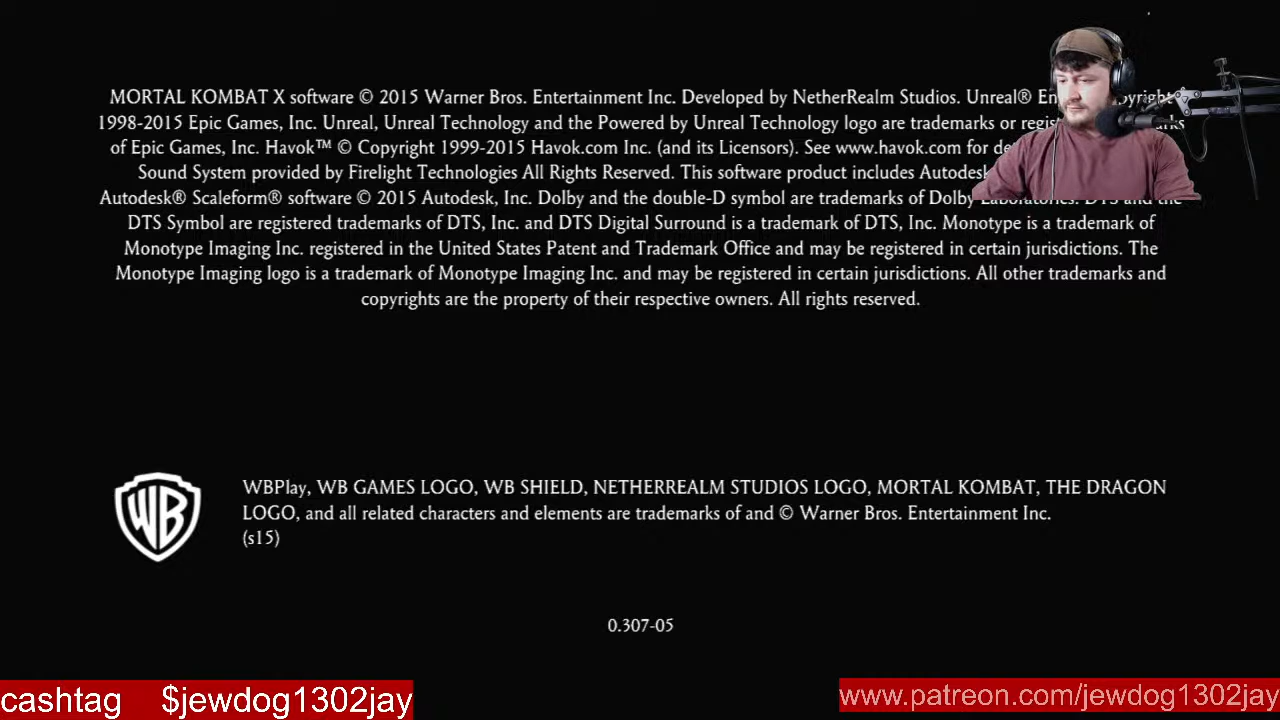 MORTAL KOMBAT X software © 2015 Warner Bros. Entertainment Inc. Developed by NetherRealm Studios. Unreal®
1998-2015 Epic Games, Inc. Unreal, Unreal Technology and the Powered by Unreal Technology logo are trademarks or
of Epic Games, Inc. Havok™ © Copyright 1999-2015 Havok.com Inc. (and its Licensors). See www.havok.com for
Sound System provided by Firelight Technologies All Rights Reserved. This software product includes
Autodesk® Scaleform® software © 2015 Autodesk, Inc. Dolby and the double-D symbol are trademarks of Dolby Laboratories. DTS and the
DTS Symbol are registered trademarks of DTS, Inc. and DTS Digital Surround is a trademark of DTS, Inc. Monotype is a trademark of
Monotype Imaging Inc. registered in the United States Patent and Trademark Office and may be registered in certain jurisdictions. The
Monotype Imaging logo is a trademark of Monotype Imaging Inc. and may be registered in certain jurisdictions. All other trademarks and
copyrights are the property of their respective owners. All rights reserved.
WB
WBPlay, WB GAMES LOGO, WB SHIELD, NETHERREALM STUDIOS LOGO, MORTAL KOMBAT, THE DRAGON
LOGO, and all related characters and elements are trademarks of and © Warner Bros. Entertainment Inc.
(s15)
0.307-05
cashtag $jewdog1302jay
www.patreon.com/jewdog1302jay